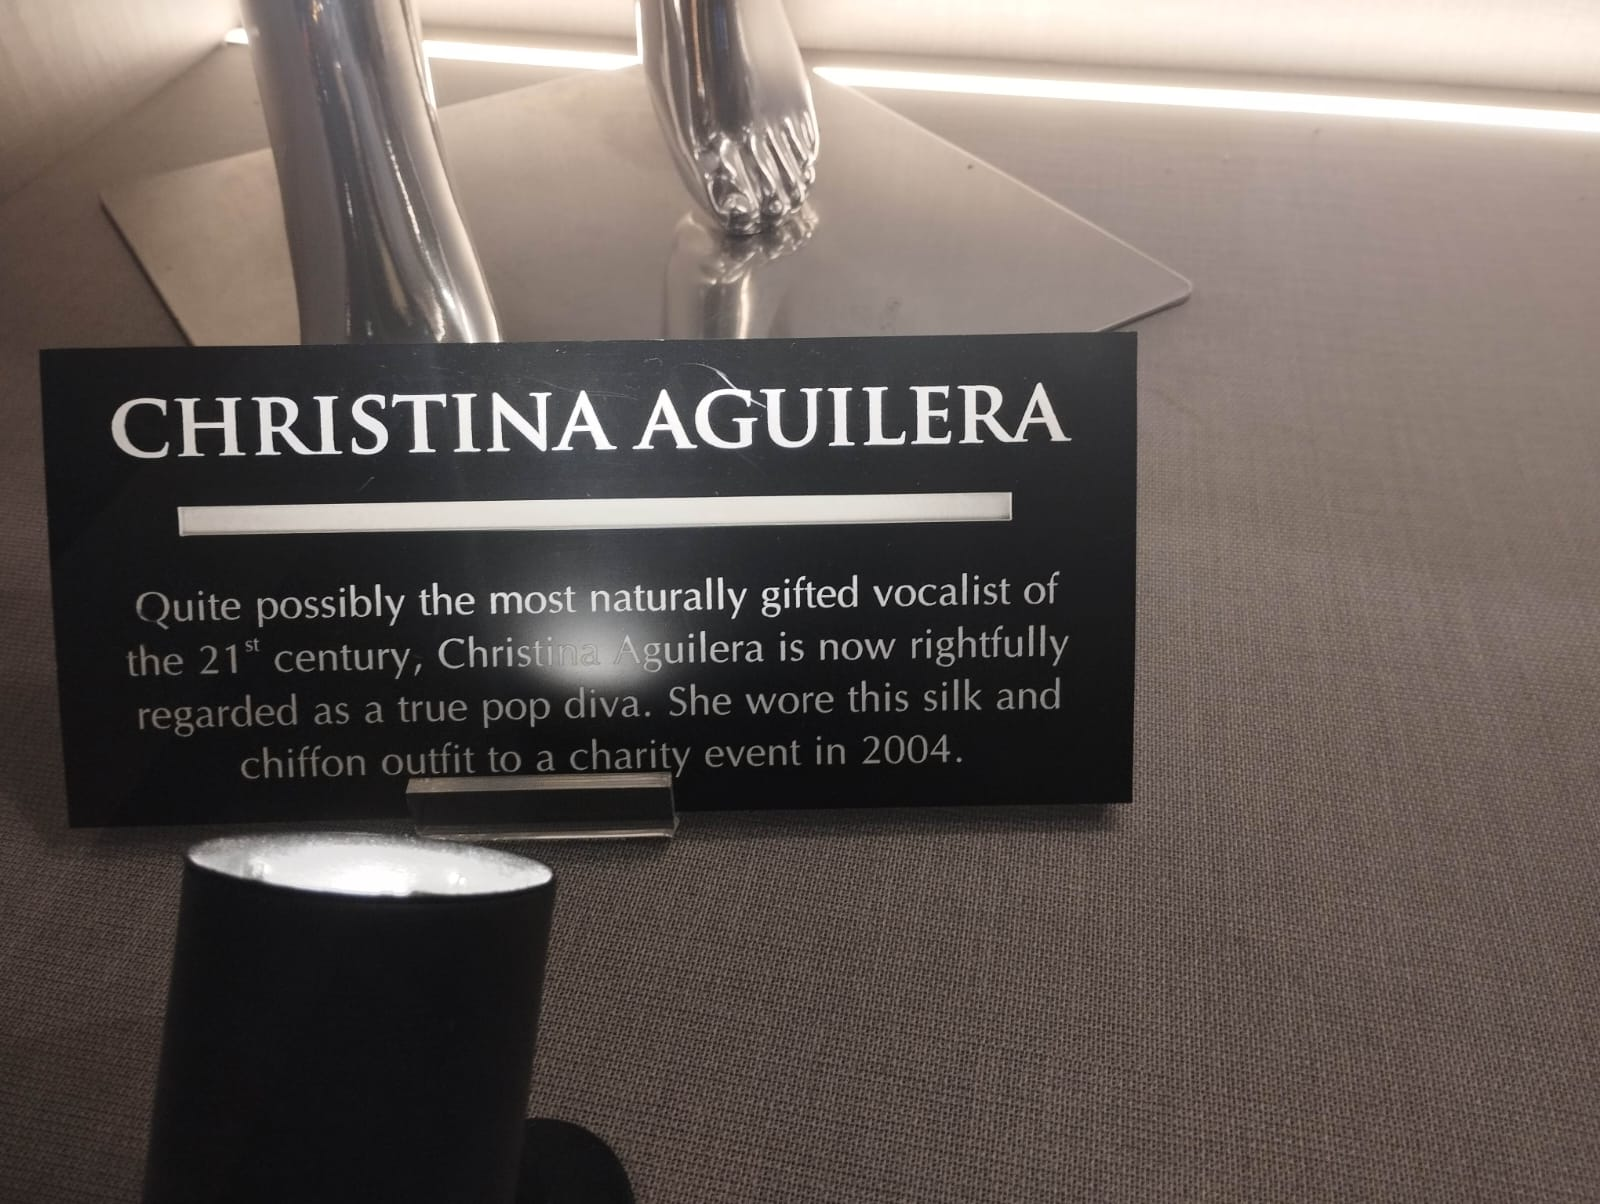 CHRISTINA AGUILERA
Quite possibly the most naturally gifted vocalist of
the 21st century, Christina Aguilera is now rightfully
regarded as a true pop diva. She wore this silk and
chiffon outfit to a charity event in 2004.